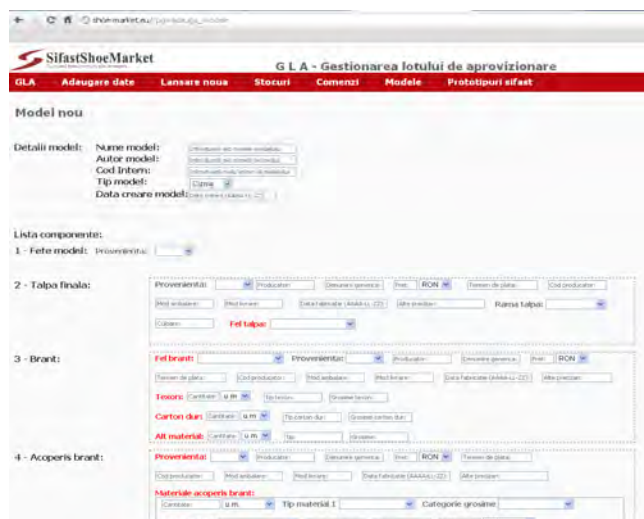 shoemarket.eu/
SifastShoeMarket
G L A - Gestionarea lotului de aprovizionare
GLA Adaugare date Lansare noua Stocuri Comenzi Modele Prototipuri sifast
Model nou
Detalii model: Nume model:
Autor model:
Cod Intern:
Tip model: Cizme
Data creare model:
Lista componente:
1 - Fete model: Provenienta:
2 - Talpa finala: Provenienta: Producator: Denumire generica: Pret: RON Termen de plata: Cod producator:
Mod ambalare: Mod livrare: Data fabricatie (AAAA-LL-ZZ): Alte precizari: Rama talpa:
Culoare: Fel talpa:
3 - Brant: Fel brant: Provenienta: Producator: Denumire generica: Pret: RON
Termen de plata: Cod producator: Mod ambalare: Mod livrare: Data fabricatie (AAAA-LL-ZZ): Alte precizari:
Texon: Cantitate: u.m. Tip texon: Grosime texon:
Carton dur: Cantitate: u.m. Tip carton dur: Grosime carton dur:
Alt material: Cantitate: u.m. Tip: Grosime:
4 - Acoperis brant: Provenienta: Producator: Denumire generica: Pret: RON Termen de plata:
Cod producator: Mod ambalare: Mod livrare: Data fabricatie (AAAA-LL-ZZ): Alte precizari:
Materiale acoperis brant:
Cantitate: u.m. Tip material 1 Categorie grosime